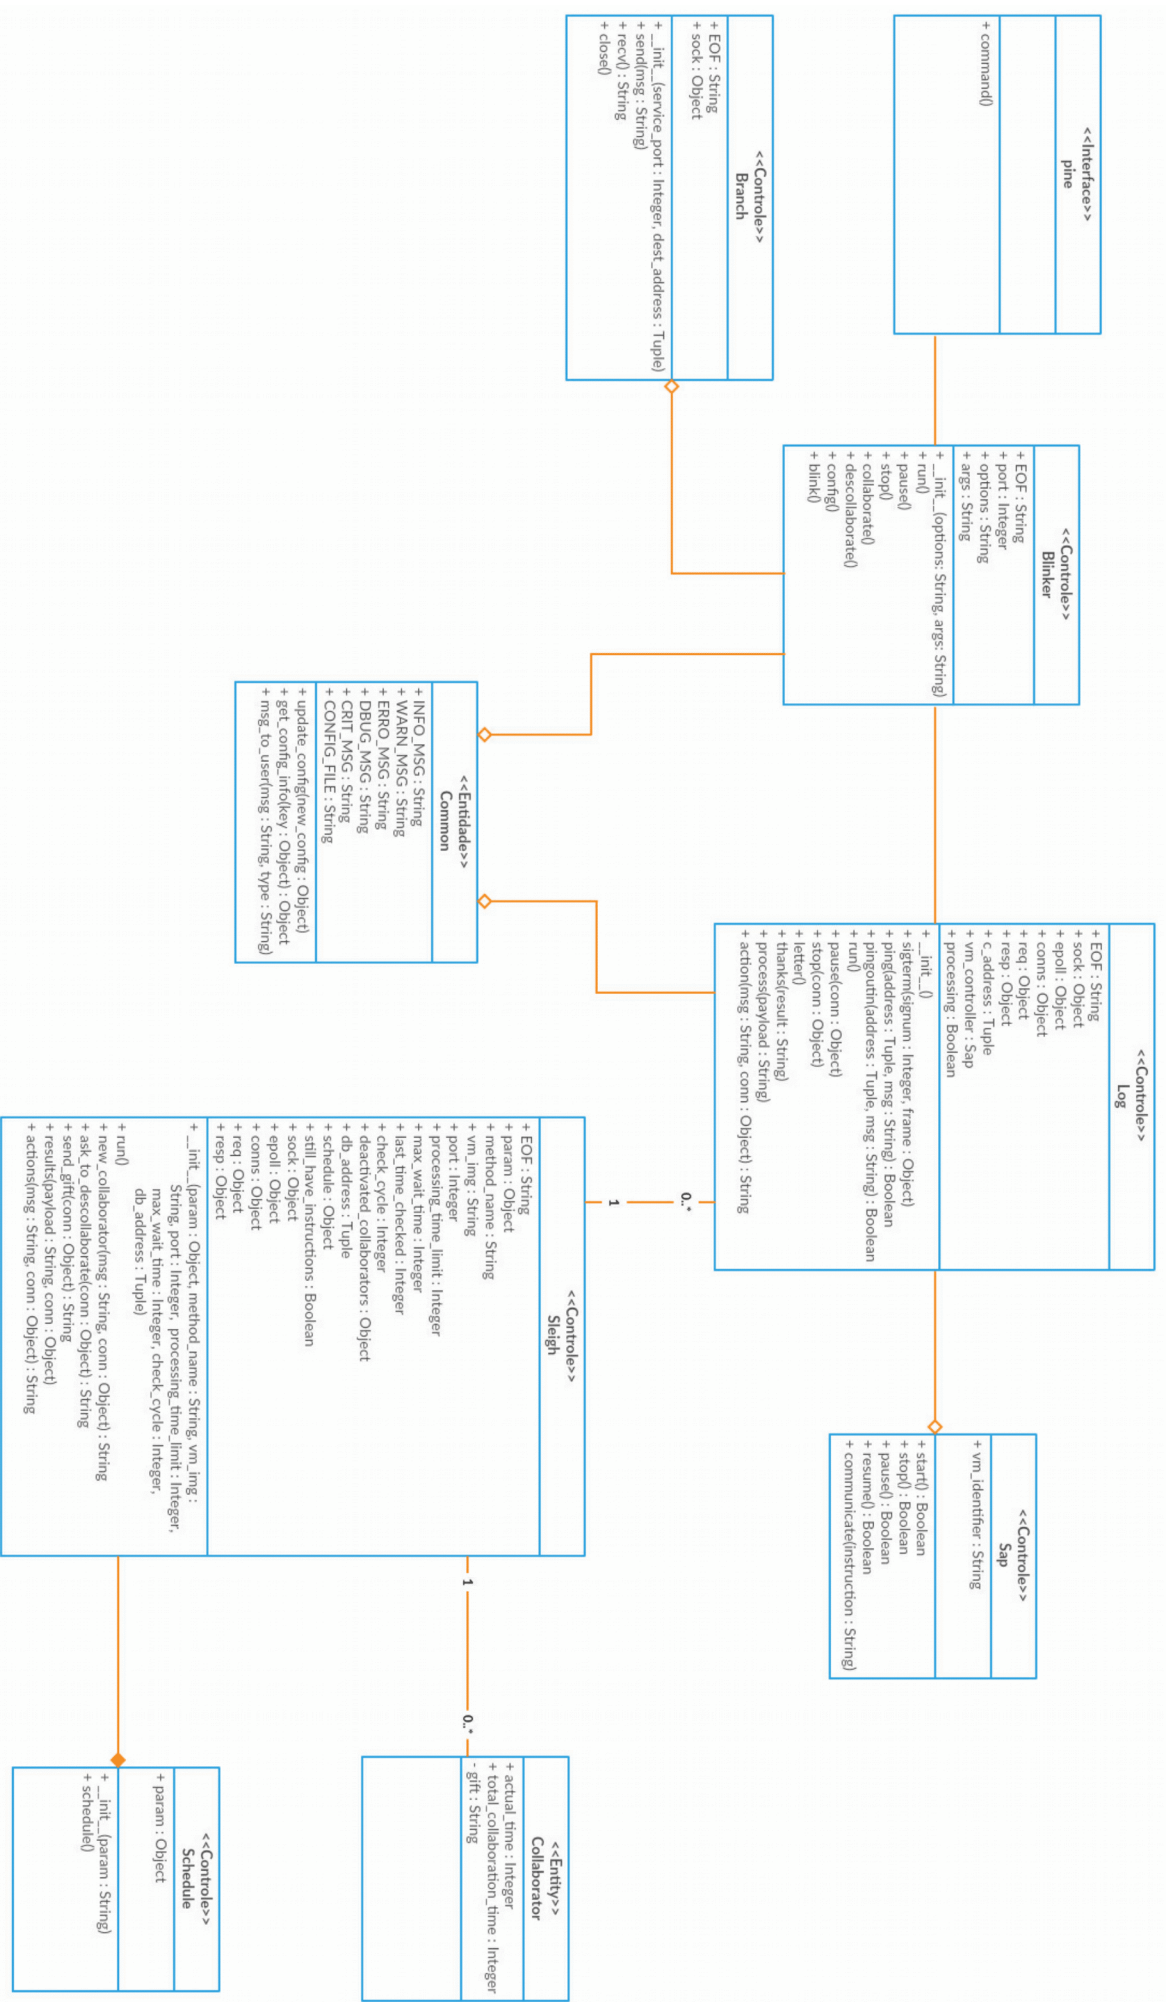 <<Interface>>
pine
+ command()
<<Controle>>
Branch
+ EOF : String
+ sock : Object
+ __init__(service_port : Integer, dest_address : Tuple)
+ send(msg : String)
+ recv() : String
+ close()
<<Controle>>
Blinker
+ EOF : String
+ port : Integer
+ options : String
+ args : String
+ __init__(options: String, args: String)
+ run()
+ pause()
+ stop()
+ collaborate()
+ descollaborate()
+ config()
+ blink()
<<Entidade>>
Common
+ INFO_MSG : String
+ WARN_MSG : String
+ ERRO_MSG : String
+ DBUG_MSG : String
+ CRIT_MSG : String
+ CONFIG_FILE : String
+ update_config(new_config : Object)
+ get_config_info(key : Object) : Object
+ msg_to_user(msg : String, type : String)
<<Controle>>
Log
+ EOF : String
+ sock : Object
+ epoll : Object
+ conns : Object
+ req : Object
+ resp : Object
+ c_address : Tuple
+ vm_controller : Sap
+ processing : Boolean
+ __init__()
+ sigterm(signum : Integer, frame : Object)
+ ping(address : Tuple, msg : String) : Boolean
+ pingoutin(address : Tuple, msg : String) : Boolean
+ run()
+ pause(conn : Object)
+ stop(conn : Object)
+ letter()
+ thanks(result : String)
+ process(payload : String)
+ action(msg : String, conn : Object) : String
0..*
1
<<Controle>>
Sleigh
+ EOF : String
+ param : Object
+ method_name : String
+ vm_img : String
+ port : Integer
+ processing_time_limit : Integer
+ max_wait_time : Integer
+ last_time_checked : Integer
+ check_cycle : Integer
+ deactivated_collaborators : Object
+ db_address : Tuple
+ schedule : Object
+ still_have_instructions : Boolean
+ sock : Object
+ epoll : Object
+ conns : Object
+ req : Object
+ resp : Object
+ __init__(param : Object, method_name : String, vm_img :
String, port : Integer, processing_time_limit : Integer,
max_wait_time : Integer, check_cycle : Integer,
db_address : Tuple)
+ run()
+ new_collaborator(msg : String, conn : Object) : String
+ ask_to_descollaborate(conn : Object) : String
+ send_gift(conn : Object) : String
+ results(payload : String, conn : Object)
+ actions(msg : String, conn : Object) : String
<<Controle>>
Sap
+ vm_identifier : String
+ start() : Boolean
+ stop() : Boolean
+ pause() : Boolean
+ resume() : Boolean
+ communicate(instruction : String)
1
0..*
<<Entity>>
Collaborator
+ actual_time : Integer
+ total_collaboration_time : Integer
- gift : String
<<Controle>>
Schedule
+ param : Object
+ __init__(param : String)
+ schedule()